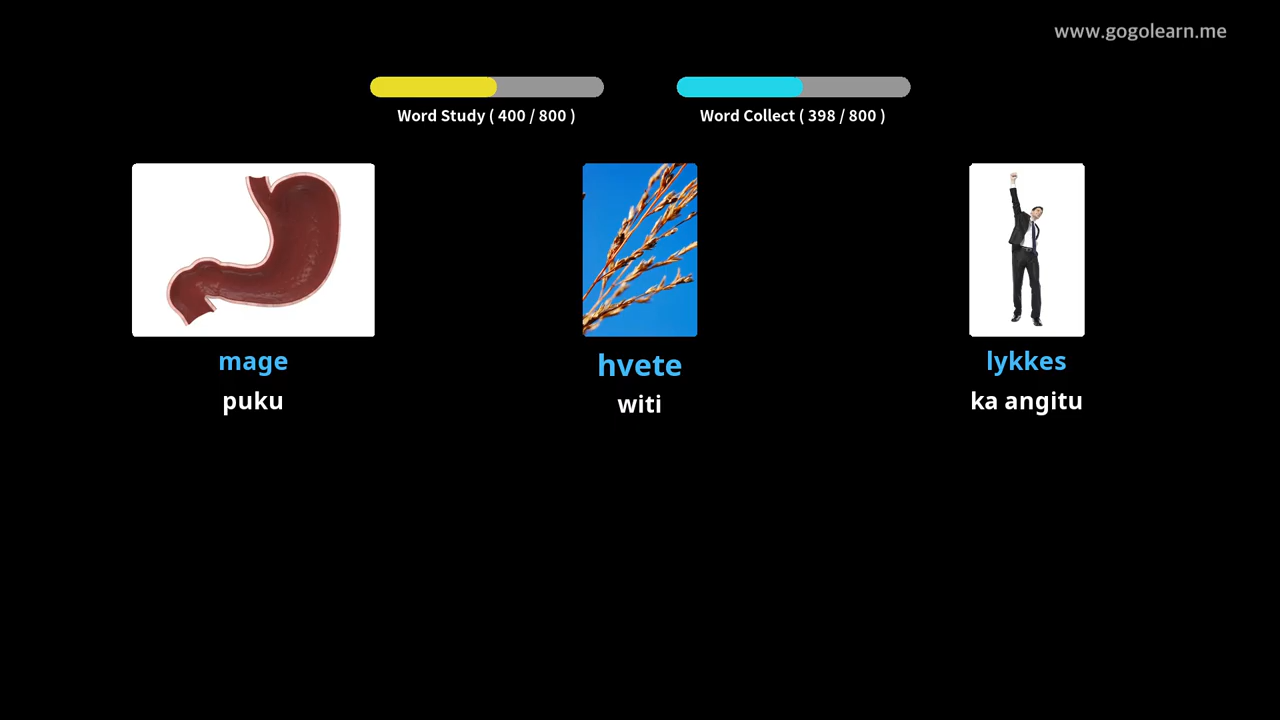 www.gogolearn.me
Word Study ( 400 / 800 )
Word Collect ( 398 / 800 )
mage
hvete
lykkes
puku
witi
ka angitu